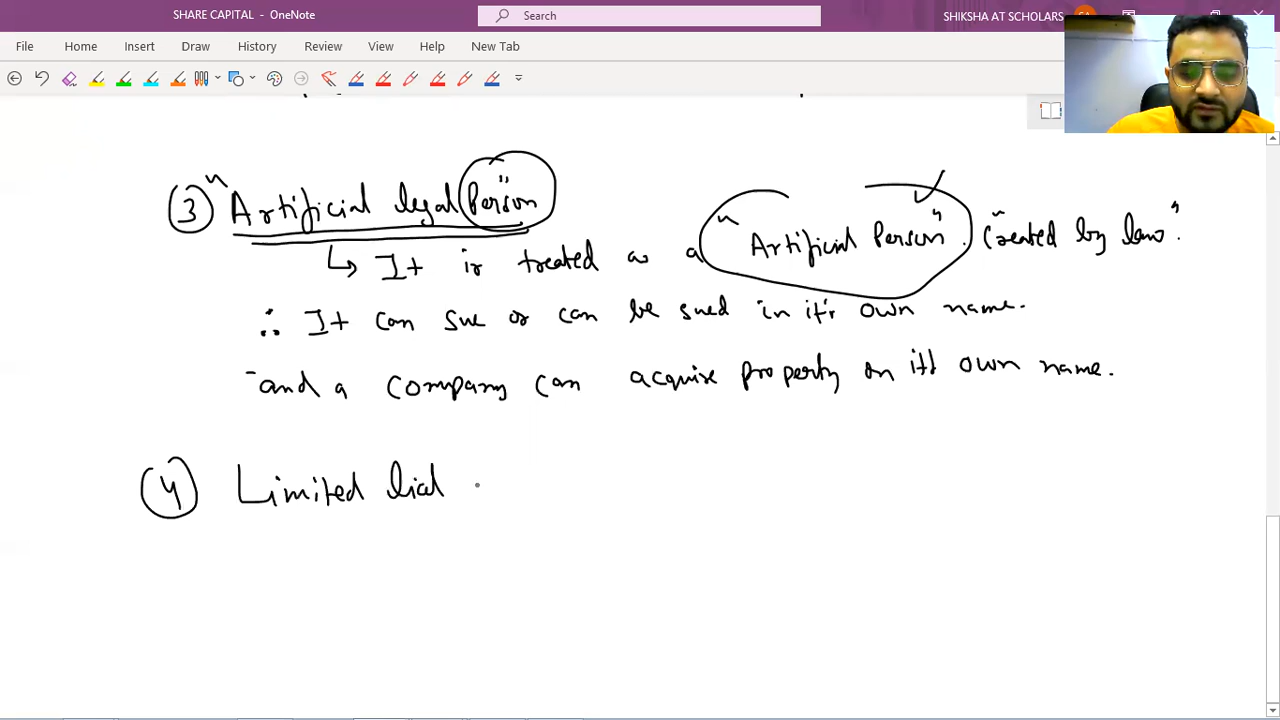 SHARE CAPITAL - OneNote
Search
SHIKSHA AT SCHOLARS
File Home Insert Draw History Review View Help New Tab
(3) "Artificial legal Person"
↳ It is treated as a "Artificial Person". "Created by law".
∴ It can sue or can be sued in it's own name.
- and a company can acquire property on it's own name.
(4) Limited lial